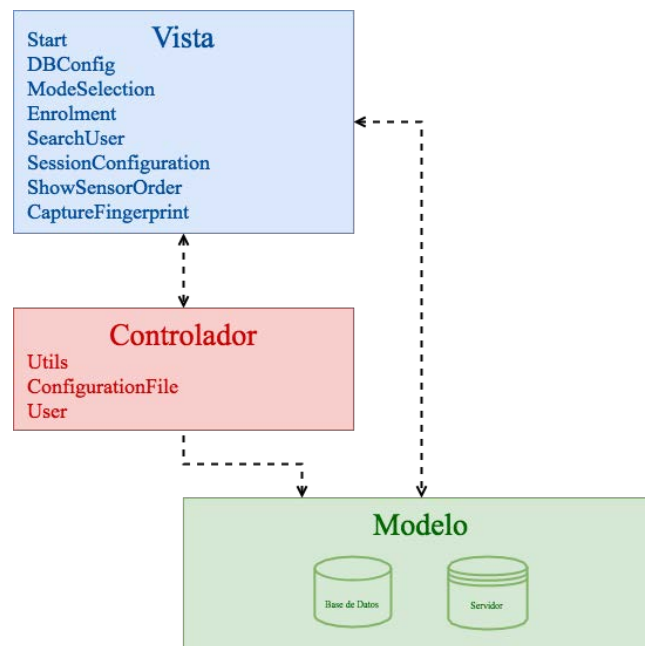 Vista
Start
DBConfig
ModeSelection
Enrolment
SearchUser
SessionConfiguration
ShowSensorOrder
CaptureFingerprint
Controlador
Utils
ConfigurationFile
User
Modelo
Base de Datos
Servidor